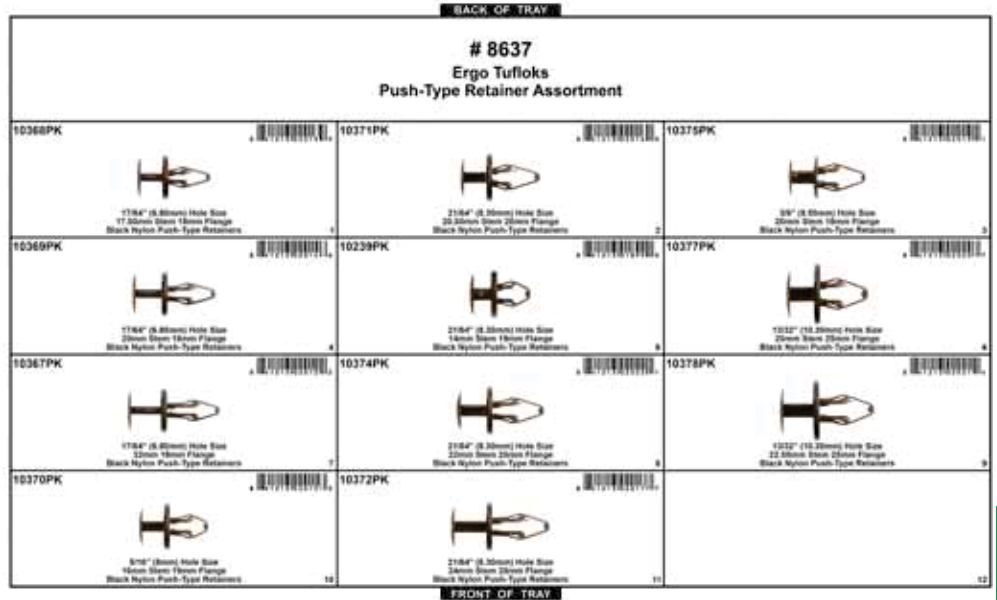 BACK OF TRAY
# 8637
Ergo Tufloks
Push-Type Retainer Assortment
10368PK
17/64" (6.80mm) Hole Size
17.50mm Stem 18mm Flange
Black Nylon Push-Type Retainers
1
10371PK
21/64" (8.30mm) Hole Size
20.50mm Stem 20mm Flange
Black Nylon Push-Type Retainers
2
10375PK
Hole Size
20mm Stem 18mm Flange
Black Nylon Push-Type Retainers
3
10369PK
17/64" (6.80mm) Hole Size
20mm Stem 18mm Flange
Black Nylon Push-Type Retainers
4
10239PK
21/64" (8.30mm) Hole Size
14mm Stem 19mm Flange
Black Nylon Push-Type Retainers
5
10377PK
13/32" (10.20mm) Hole Size
20mm Stem 25mm Flange
Black Nylon Push-Type Retainers
6
10367PK
17/64" (6.80mm) Hole Size
18mm Flange
Black Nylon Push-Type Retainers
7
10374PK
21/64" (8.30mm) Hole Size
22mm Stem 20mm Flange
Black Nylon Push-Type Retainers
8
10378PK
13/32" (10.20mm) Hole Size
22.50mm Stem 25mm Flange
Black Nylon Push-Type Retainers
9
10370PK
5/16" (8mm) Hole Size
16mm Stem 19mm Flange
Black Nylon Push-Type Retainers
10
10372PK
21/64" (8.30mm) Hole Size
24mm Stem 20mm Flange
Black Nylon Push-Type Retainers
11
12
FRONT OF TRAY